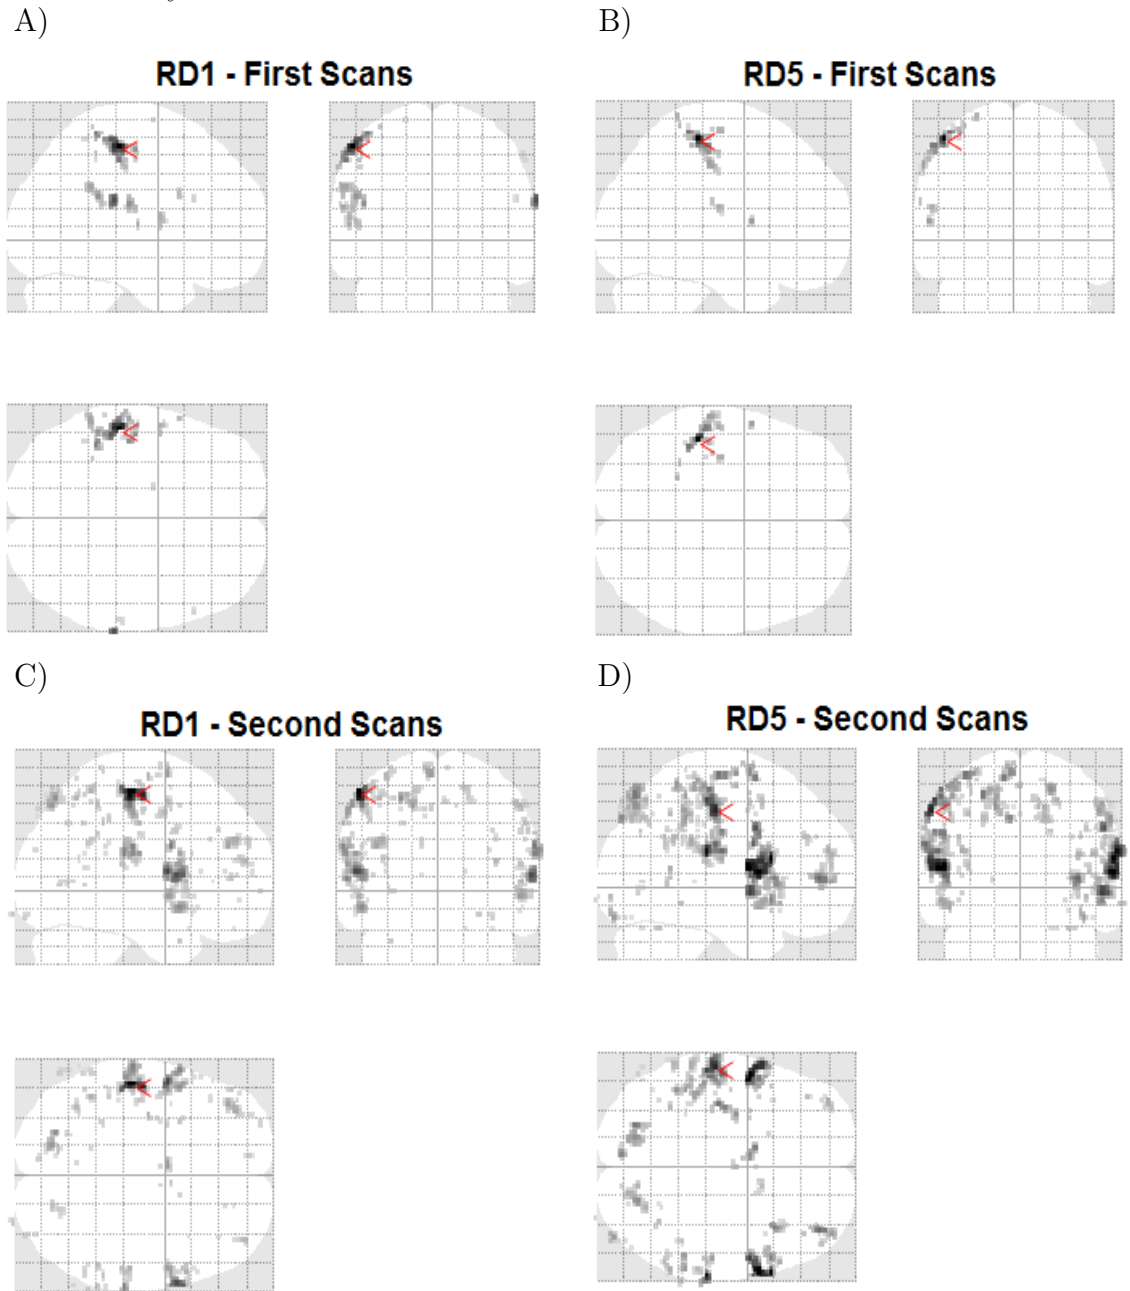 A)
B)
RD1 - First Scans
RD5 - First Scans
C)
D)
RD1 - Second Scans
RD5 - Second Scans